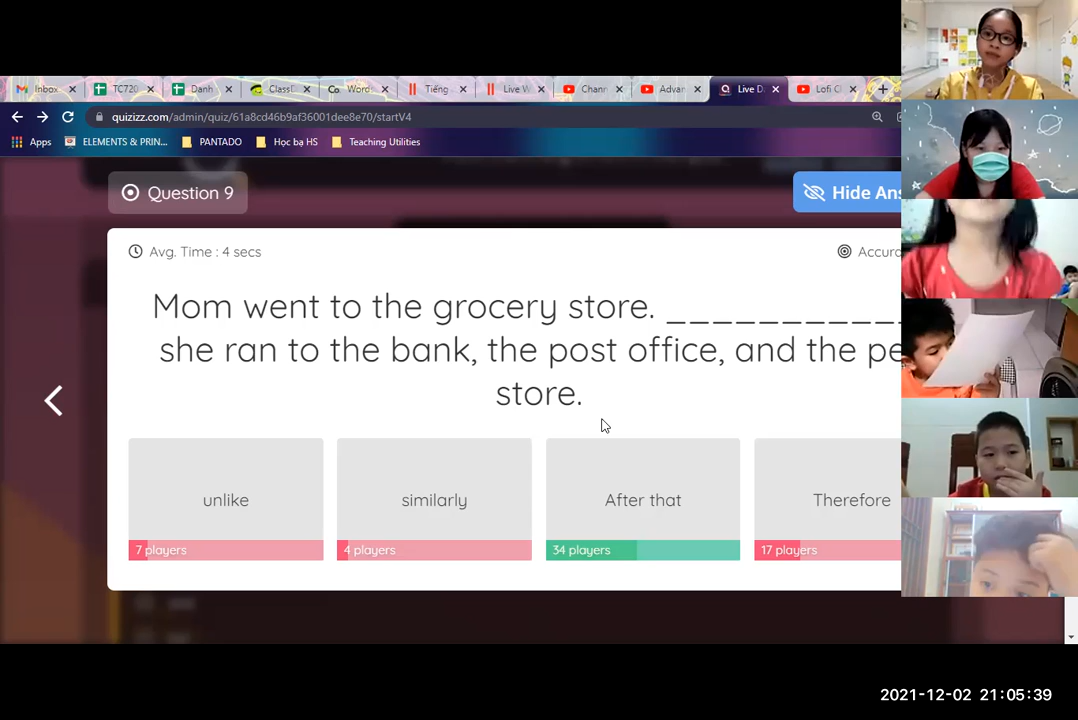 Inbox
TC720
Danh
ClassD
Words
Tiếng
Live W
Chann
Advan
Live D
Lofi C
quizizz.com/admin/quiz/61a8cd46b9af36001dee8e70/startV4
Apps
ELEMENTS & PRIN...
PANTADO
Học bạ HS
Teaching Utilities
Question 9
Hide Ans
Avg. Time : 4 secs
Accura
Mom went to the grocery store. ___________
she ran to the bank, the post office, and the pe
store.
unlike
similarly
After that
Therefore
7 players
4 players
34 players
17 players
2021-12-02 21:05:39